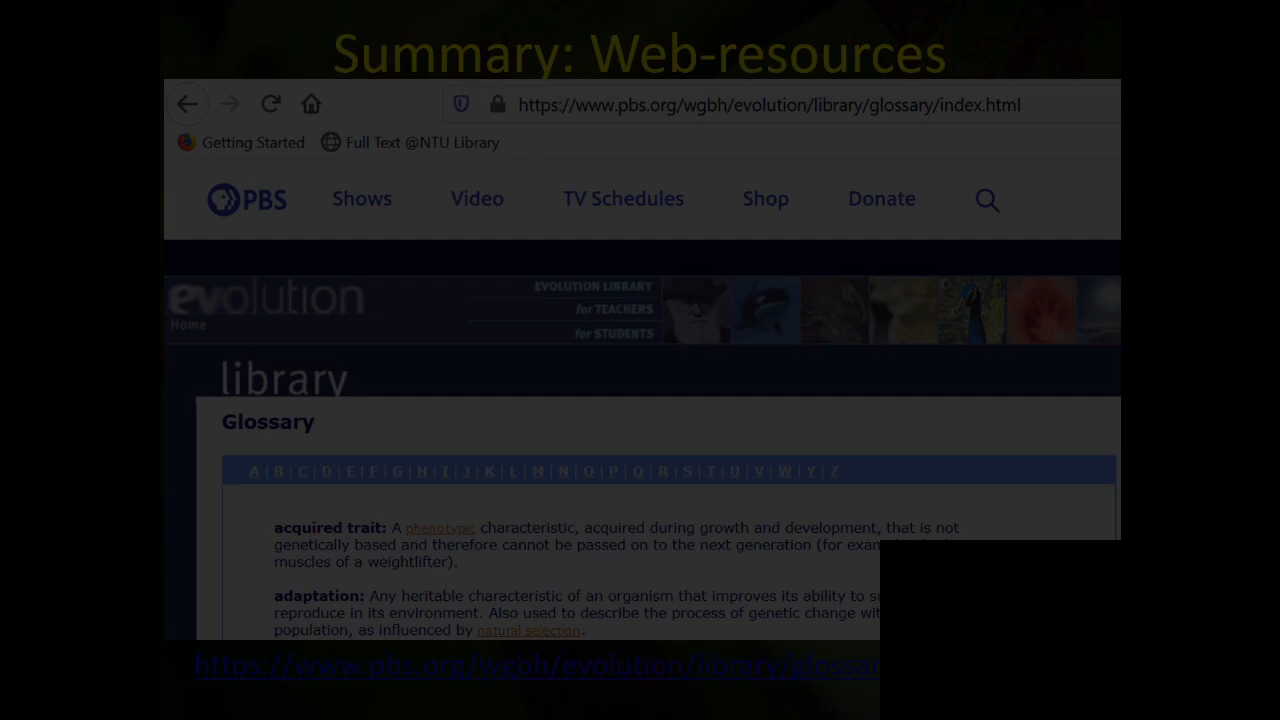 Summary: Web-resources
https://www.pbs.org/wgbh/evolution/library/glossary/index.html
Getting Started Full Text @NTU Library
PBS Shows Video TV Schedules Shop Donate
evolution
Home
EVOLUTION LIBRARY
for TEACHERS
for STUDENTS
library
Glossary
A | B | C | D | E | F | G | H | I | J | K | L | M | N | O | P | Q | R | S | T | U | V | W | Y | Z
acquired trait: A phenotypic characteristic, acquired during growth and development, that is not
genetically based and therefore cannot be passed on to the next generation (for
muscles of a weightlifter).
adaptation: Any heritable characteristic of an organism that improves its ability to
reproduce in its environment. Also used to describe the process of genetic change
population, as influenced by natural selection.
https://www.pbs.org/wgbh/evolution/library/glossar